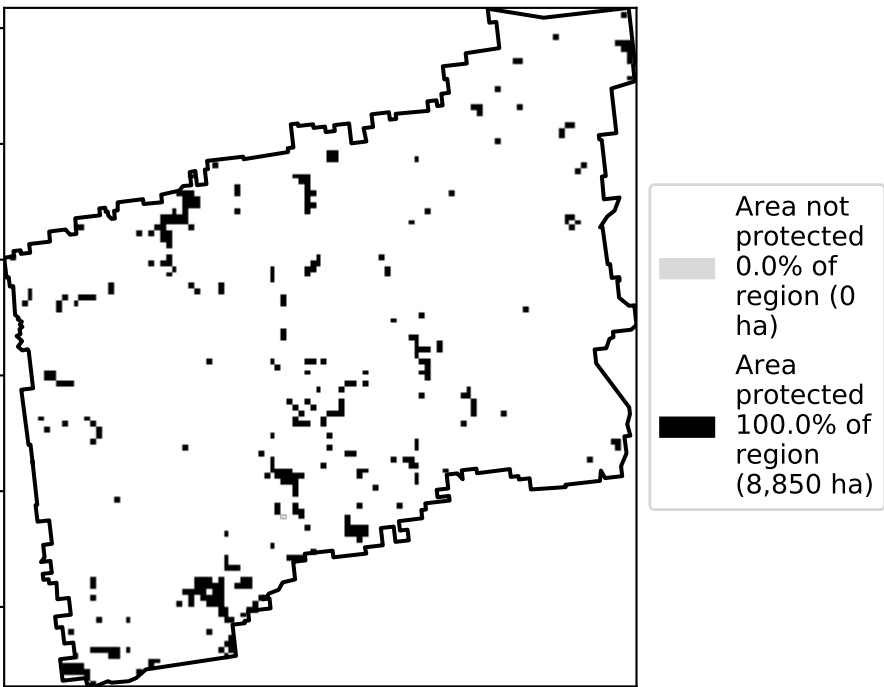 Area not
protected
0.0% of
region (0
ha)
Area
protected
100.0% of
region
(8,850 ha)